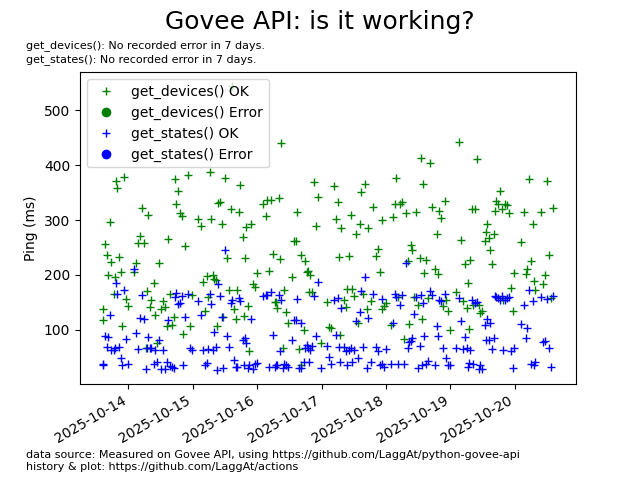 Govee API: is it working?
get_devices(): No recorded error in 7 days.
get_states(): No recorded error in 7 days.
get_devices() OK
get_devices() Error
get_states() OK
get_states() Error
500
400
300
200
100
Ping (ms)
2025-10-14
2025-10-15
2025-10-16
2025-10-17
2025-10-18
2025-10-19
2025-10-20
data source: Measured on Govee API, using https://github.com/LaggAt/python-govee-api
history & plot: https://github.com/LaggAt/actions